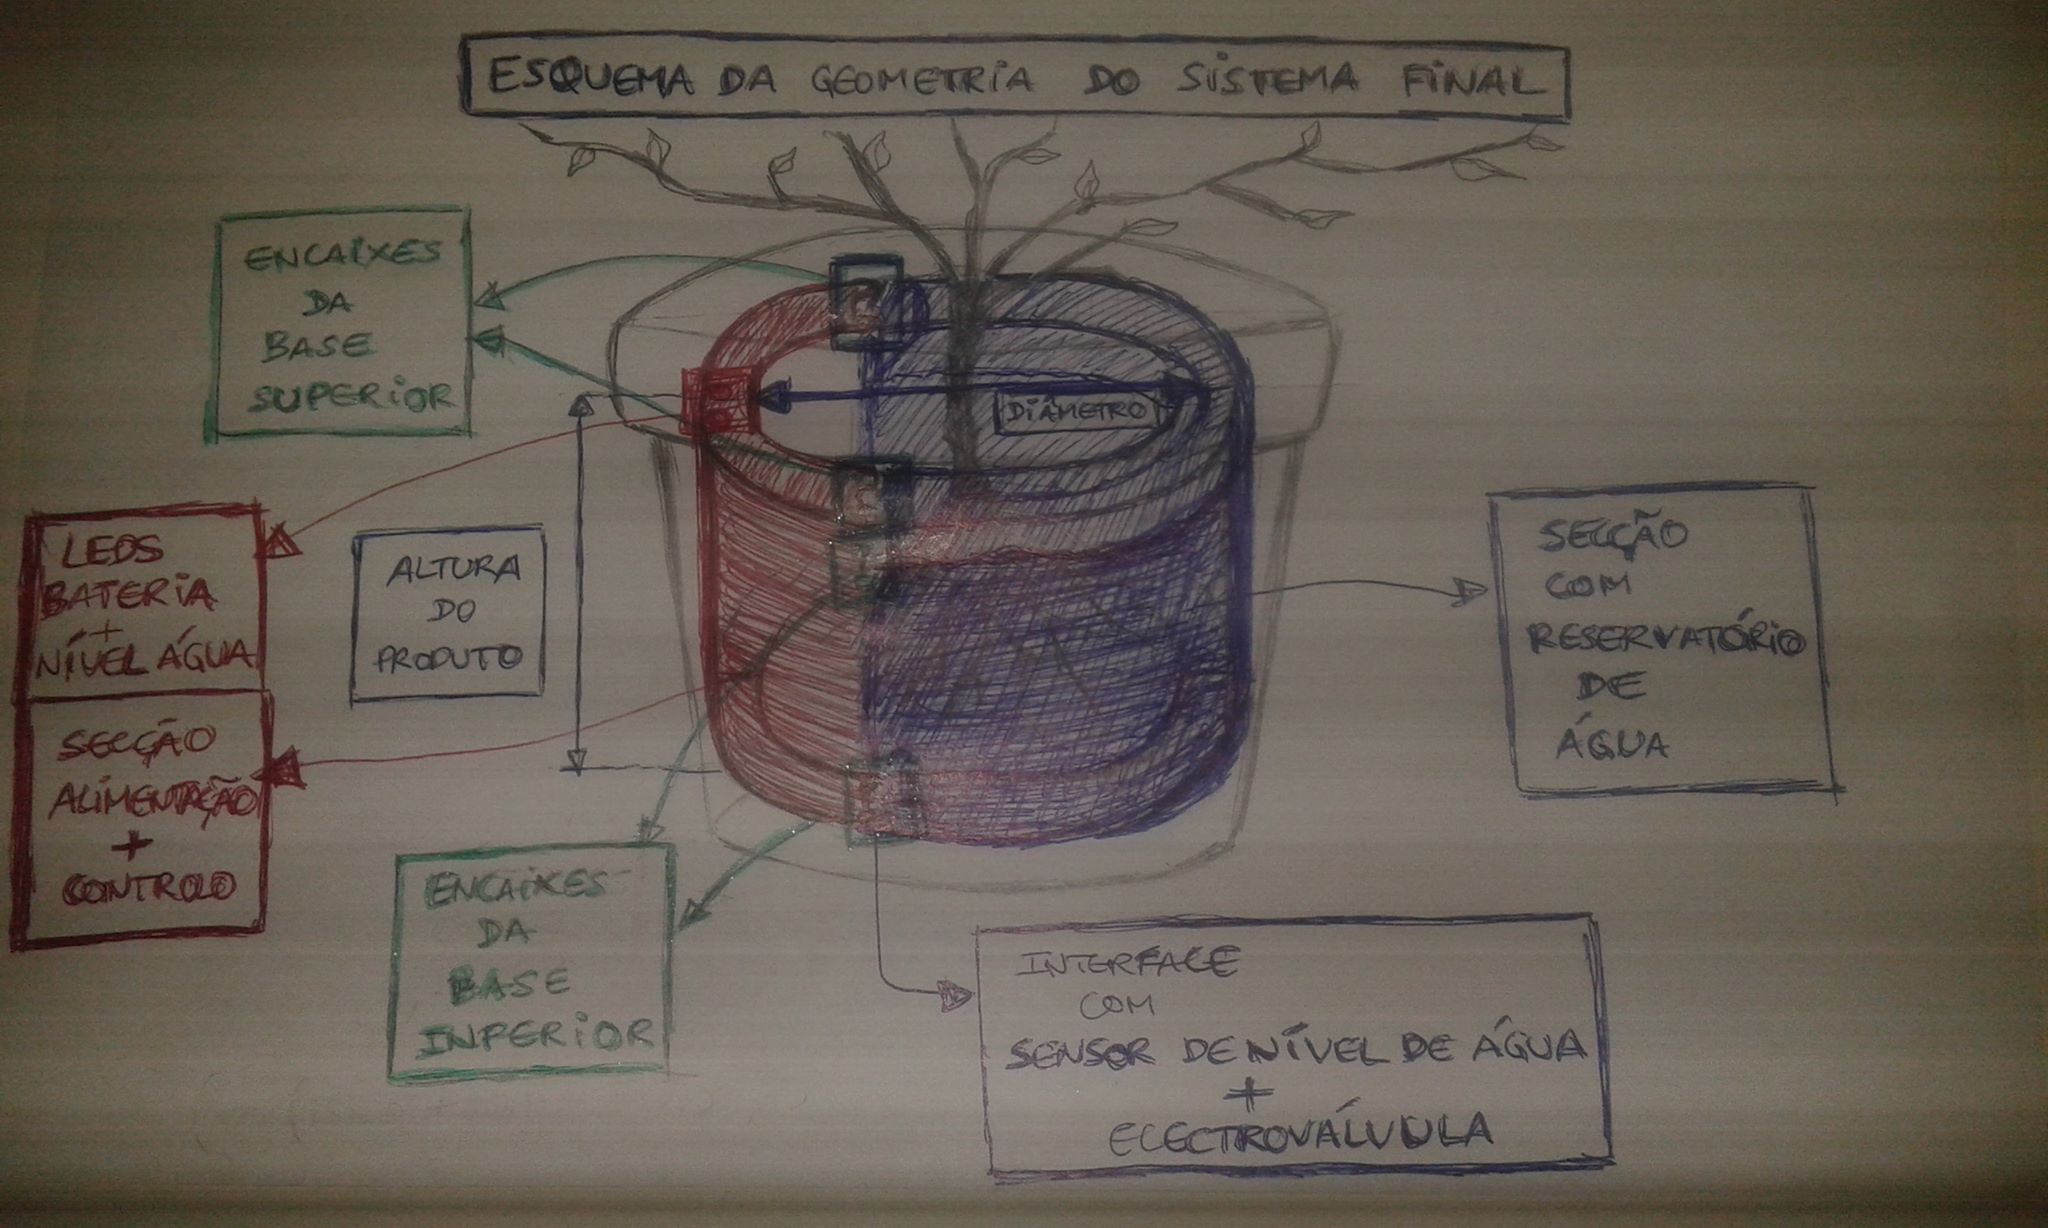 ESQUEMA DA GEOMETRIA DO SISTEMA FINAL
ENCAIXES
DA
BASE
SUPERIOR
DIÂMETRO
LEDS
BATERIA
+
NÍVEL ÁGUA
SECÇÃO
ALIMENTAÇÃO
+
CONTROLO
ALTURA
DO
PRODUTO
SECÇÃO
COM
RESERVATÓRIO
DE
ÁGUA
ENCAIXES
DA
BASE
INFERIOR
INTERFACE
COM
SENSOR DE NÍVEL DE ÁGUA
+
ELECTROVÁLVULA